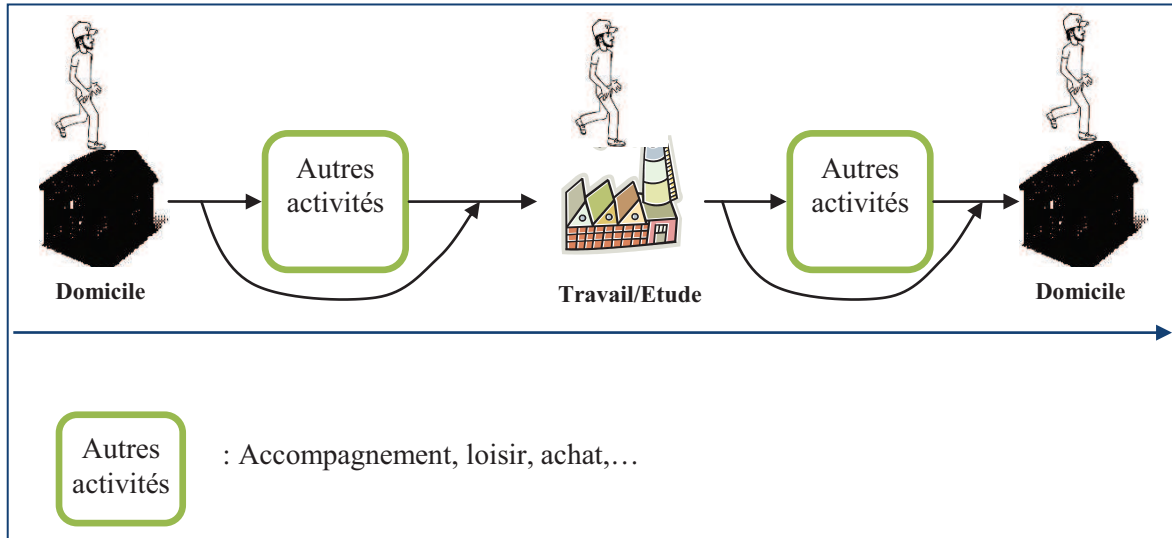 Autres
activités
Autres
activités
Domicile
Travail/Etude
Domicile
Autres
activités
: Accompagnement, loisir, achat,…